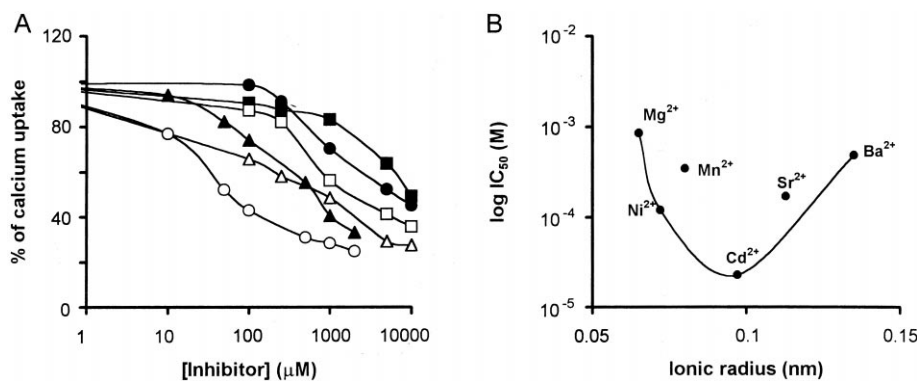 A
% of calcium uptake
120
80
40
0
1
10
100
1000
10000
[Inhibitor] (μM)
B
log IC50 (M)
10-2
10-3
10-4
10-5
Mg2+
Mn2+
Ni2+
Cd2+
Sr2+
Ba2+
0.05
0.1
0.15
Ionic radius (nm)